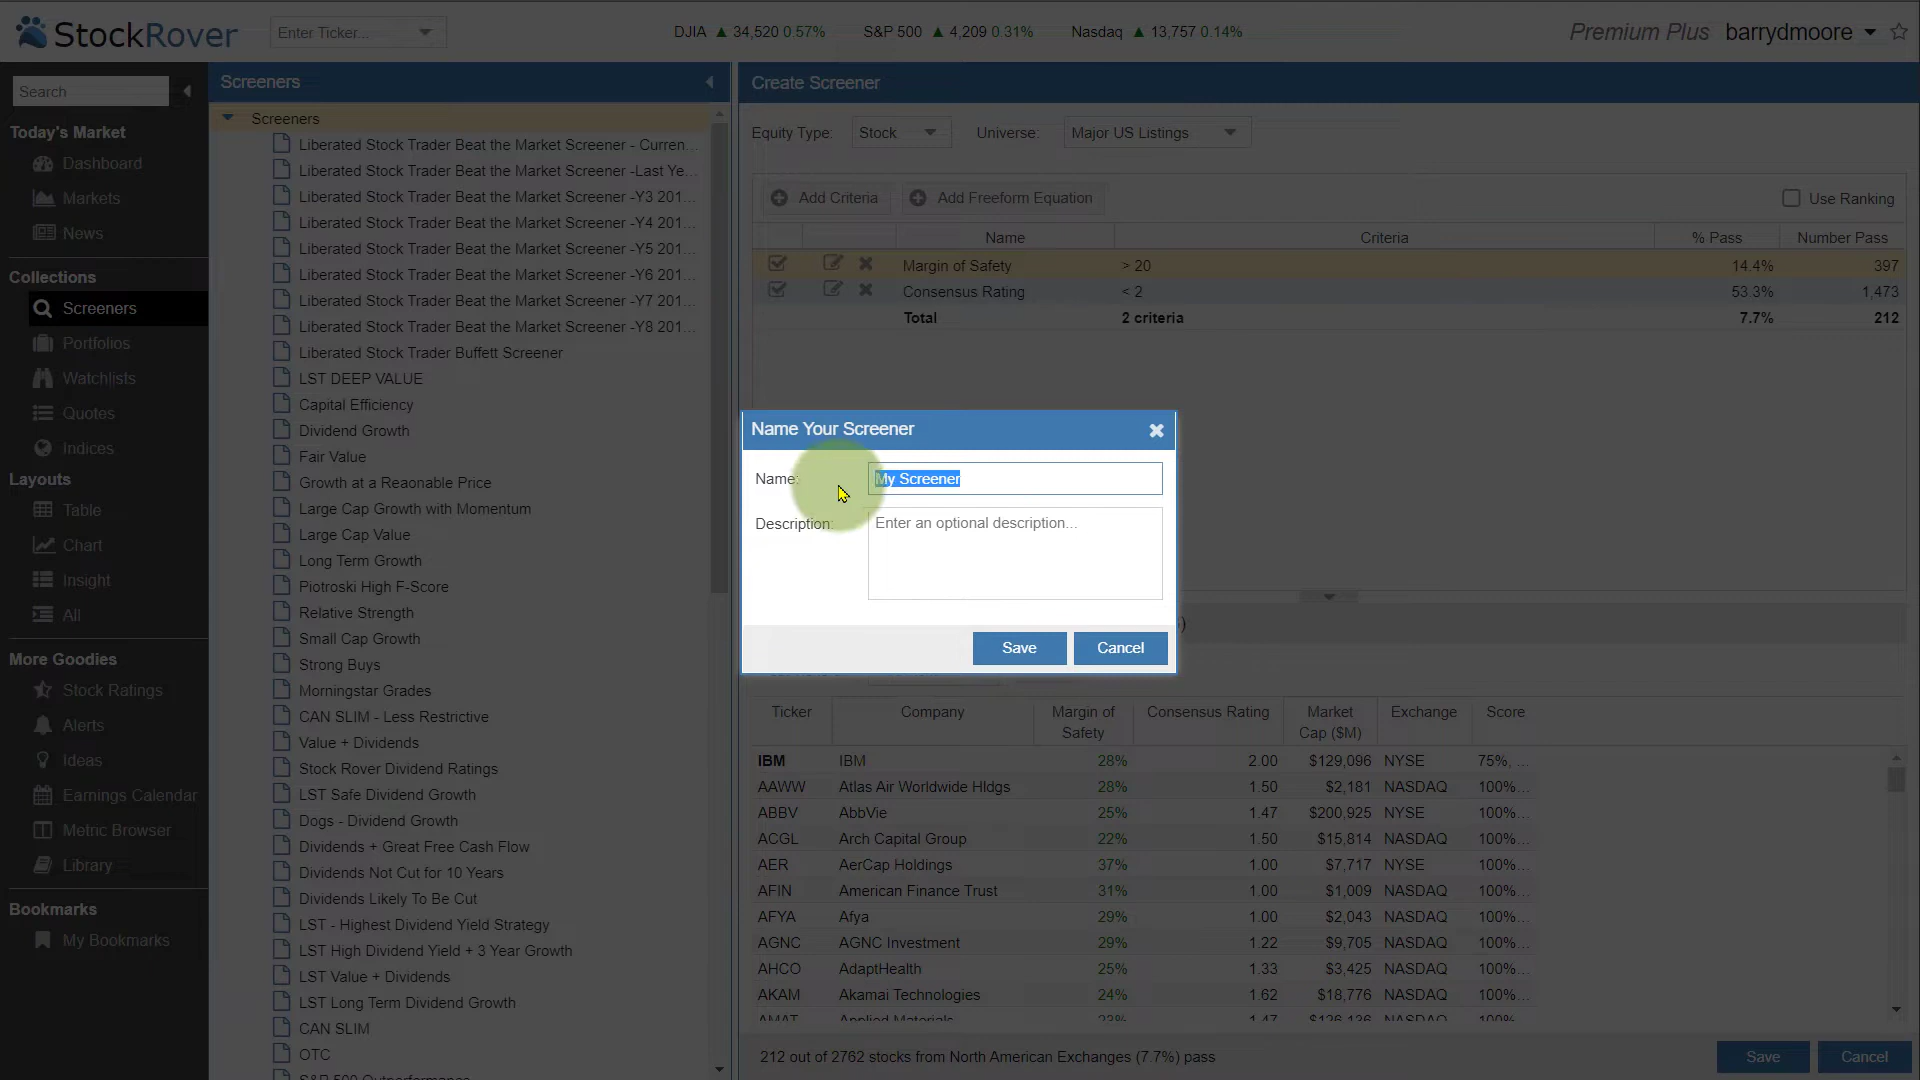 StockRover
Enter Ticker...
DJIA ▲ 34,520 0.57% S&P 500 ▲ 4,209 0.31% Nasdaq ▲ 13,757 0.14%
Premium Plus barrydmoore
Search
Today's Market
Dashboard
Markets
News
Collections
Screeners
Portfolios
Watchlists
Quotes
Indices
Layouts
Table
Chart
Insight
All
More Goodies
Stock Ratings
Alerts
Ideas
Earnings Calendar
Metric Browser
Library
Bookmarks
My Bookmarks
Screeners
Screeners
Liberated Stock Trader Beat the Market Screener - Curren...
Liberated Stock Trader Beat the Market Screener -Last Ye...
Liberated Stock Trader Beat the Market Screener -Y3 201...
Liberated Stock Trader Beat the Market Screener -Y4 201...
Liberated Stock Trader Beat the Market Screener -Y5 201...
Liberated Stock Trader Beat the Market Screener -Y6 201...
Liberated Stock Trader Beat the Market Screener -Y7 201...
Liberated Stock Trader Beat the Market Screener -Y8 201...
Liberated Stock Trader Buffett Screener
LST DEEP VALUE
Capital Efficiency
Dividend Growth
Fair Value
Growth at a Reaonable Price
Large Cap Growth with Momentum
Large Cap Value
Long Term Growth
Piotroski High F-Score
Relative Strength
Small Cap Growth
Strong Buys
Morningstar Grades
CAN SLIM - Less Restrictive
Value + Dividends
Stock Rover Dividend Ratings
LST Safe Dividend Growth
Dogs - Dividend Growth
Dividends + Great Free Cash Flow
Dividends Not Cut for 10 Years
Dividends Likely To Be Cut
LST - Highest Dividend Yield Strategy
LST High Dividend Yield + 3 Year Growth
LST Value + Dividends
LST Long Term Dividend Growth
CAN SLIM
OTC
S&P 500 Outperformance
Create Screener
Equity Type: Stock Universe: Major US Listings
Add Criteria Add Freeform Equation Use Ranking
Name Criteria % Pass Number Pass
Margin of Safety > 20 14.4% 397
Consensus Rating < 2 53.3% 1,473
Total 2 criteria 7.7% 212
Name Your Screener
Name: My Screener
Description: Enter an optional description...
Save Cancel
Ticker Company Margin of Safety Consensus Rating Market Cap ($M) Exchange Score
IBM IBM 28% 2.00 $129,096 NYSE 75%, ...
AAWW Atlas Air Worldwide Hldgs 28% 1.50 $2,181 NASDAQ 100%...
ABBV AbbVie 25% 1.47 $200,925 NYSE 100%...
ACGL Arch Capital Group 22% 1.50 $15,814 NASDAQ 100%...
AER AerCap Holdings 37% 1.00 $7,717 NYSE 100%...
AFIN American Finance Trust 31% 1.00 $1,009 NASDAQ 100%...
AFYA Afya 29% 1.00 $2,043 NASDAQ 100%...
AGNC AGNC Investment 29% 1.22 $9,705 NASDAQ 100%...
AHCO AdaptHealth 25% 1.33 $3,425 NASDAQ 100%...
AKAM Akamai Technologies 24% 1.62 $18,776 NASDAQ 100%...
AMAT Applied Materials 23% 1.47 $126,126 NASDAQ 100%...
212 out of 2762 stocks from North American Exchanges (7.7%) pass
Save Cancel